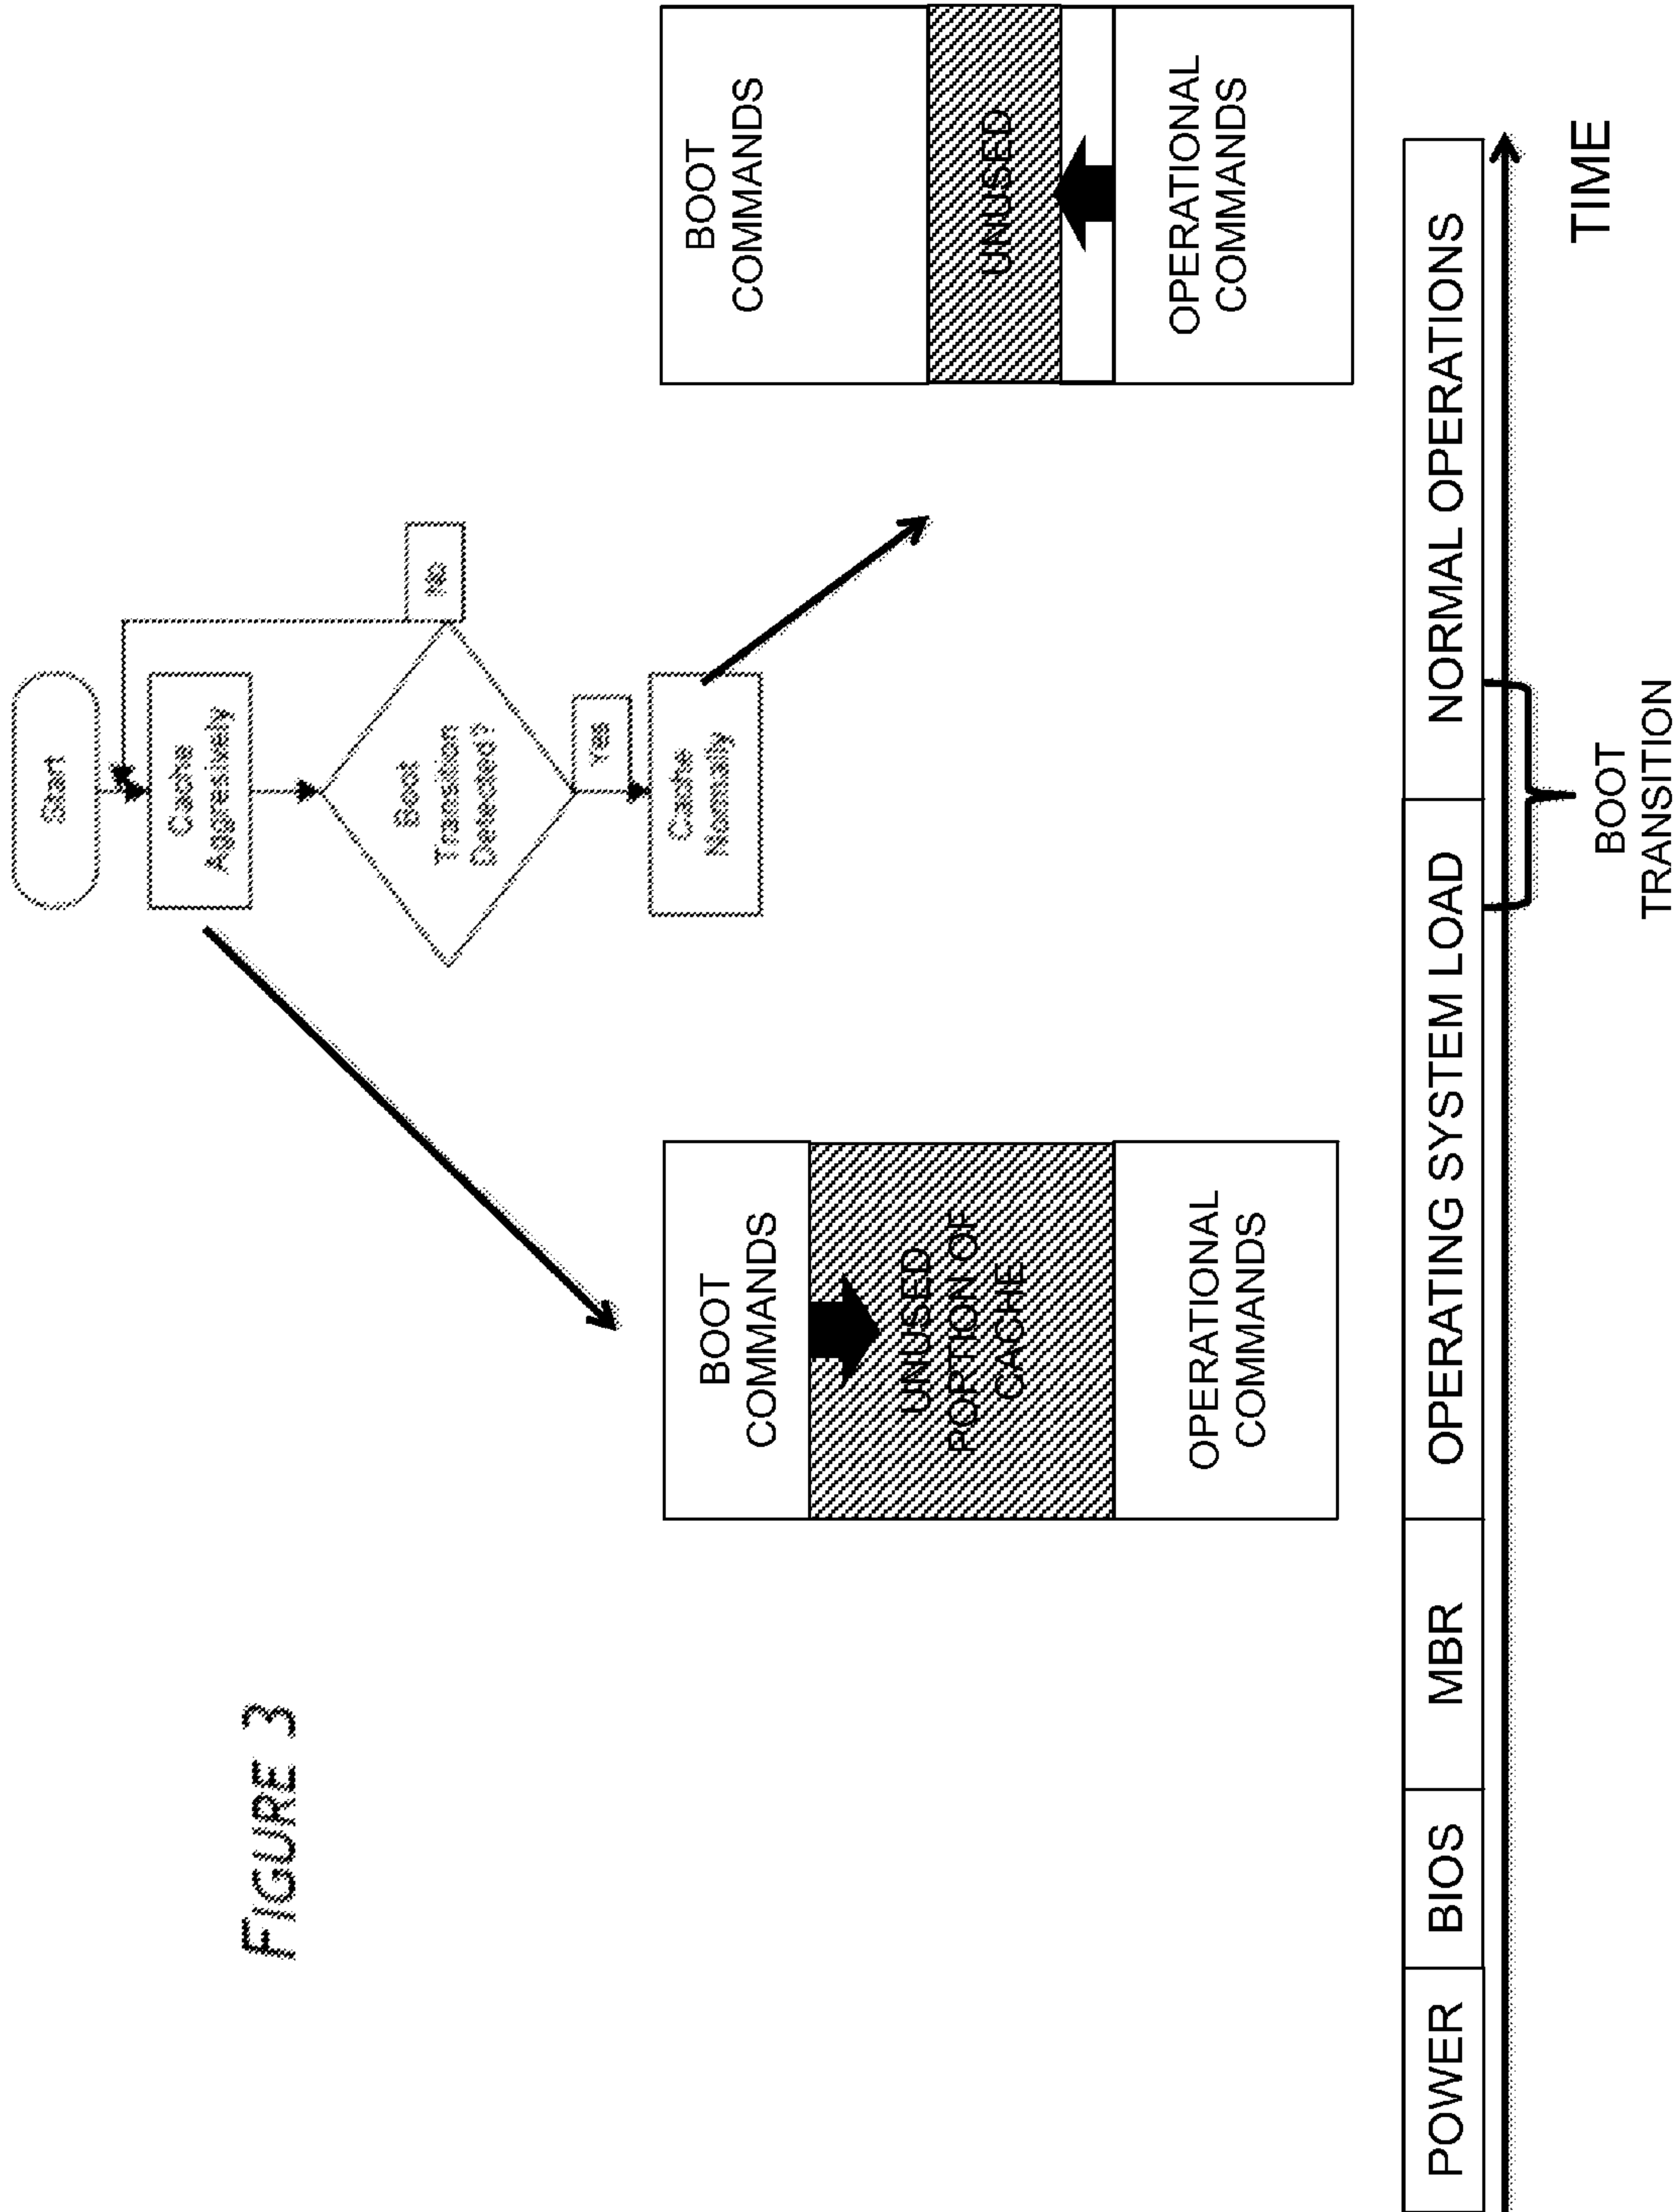 FIGURE 3
Start
Cache
Aggresively
Boot
Transition
Detected?
no
Yes
Cache
Normally
BOOT
COMMANDS
UNUSED
PORTION OF
CACHE
OPERATIONAL
COMMANDS
BOOT
COMMANDS
UNUSED
OPERATIONAL
COMMANDS
POWER
BIOS
MBR
OPERATING SYSTEM LOAD
NORMAL OPERATIONS
BOOT
TRANSITION
TIME